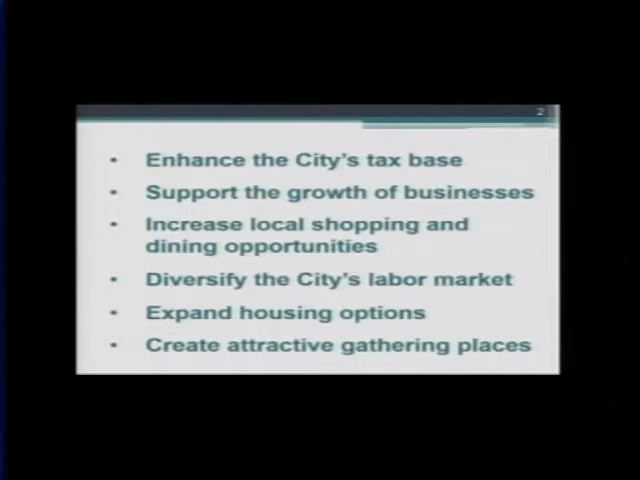 2
• Enhance the City's tax base
• Support the growth of businesses
• Increase local shopping and
dining opportunities
• Diversify the City's labor market
• Expand housing options
• Create attractive gathering places